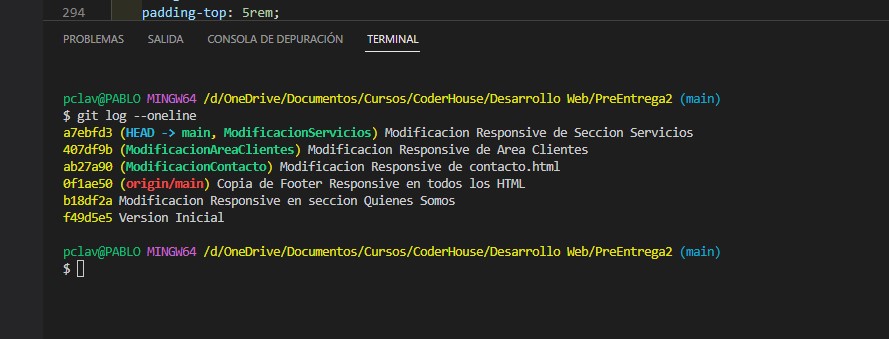 294 padding-top: 5rem;
PROBLEMAS SALIDA CONSOLA DE DEPURACIÓN TERMINAL
pclav@PABLO MINGW64 /d/OneDrive/Documentos/Cursos/CoderHouse/Desarrollo Web/PreEntrega2 (main)
$ git log --oneline
a7ebfd3 (HEAD -> main, ModificacionServicios) Modificacion Responsive de Seccion Servicios
407df9b (ModificacionAreaClientes) Modificacion Responsive de Area Clientes
ab27a90 (ModificacionContacto) Modificacion Responsive de contacto.html
0f1ae50 (origin/main) Copia de Footer Responsive en todos los HTML
b18df2a Modificacion Responsive en seccion Quienes Somos
f49d5e5 Version Inicial
pclav@PABLO MINGW64 /d/OneDrive/Documentos/Cursos/CoderHouse/Desarrollo Web/PreEntrega2 (main)
$